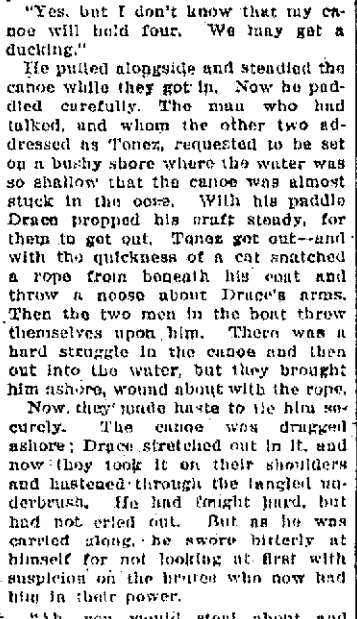 "Yes, but I don't know that my ca-
noe will hold four. We may get a
ducking."
He pulled alongside and steadied the
canoe while they got in. Now he pad-
dled carefully. The man who had
talked, and whom the other two ad-
dressed as Tonez, requested to be set
on a bushy shore where the water was
so shallow that the canoe was almost
stuck in the ooze. With his paddle
Drace propped his craft steady, for
them to get out. Tonez got out—and
with the quickness of a cat snatched
a rope from beneath his coat and
threw a noose about Drace's arms.
Then the two men in the boat threw
themselves upon him. There was a
hard struggle in the canoe and then
out into the water, but they brought
him ashore, wound about with the rope.
Now, they made haste to tie him se-
curely. The canoe was dragged
ashore; Drace stretched out in it, and
now they took it on their shoulders
and hastened through the tangled un-
derbrush. He had fought hard, but
had not cried out. But as he was
carried along, he swore bitterly at
himself for not looking at first with
suspicion on the brutes who now had
him in their power.
you would steal about and